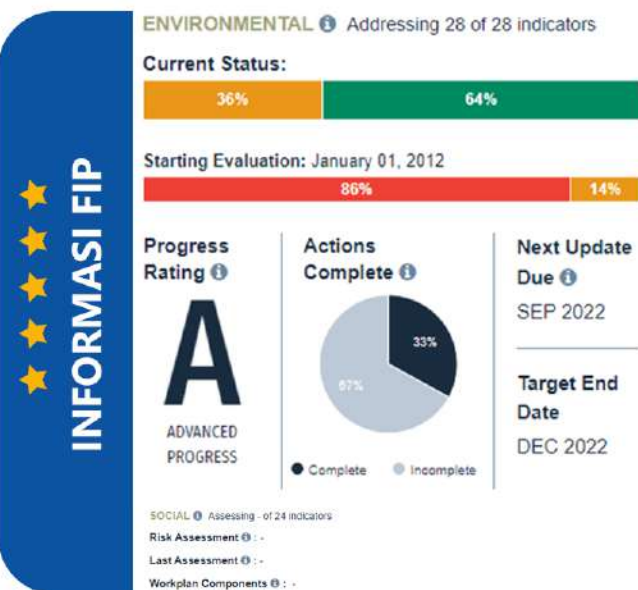 INFORMASI FIP
ENVIRONMENTAL Addressing 28 of 28 indicators
Current Status:
36% 64%
Starting Evaluation: January 01, 2012
86% 14%
Progress
Rating
A
ADVANCED
PROGRESS
Actions
Complete
33%
67%
Complete Incomplete
Next Update
Due
SEP 2022
Target End
Date
DEC 2022
SOCIAL Assessing - of 24 indicators
Risk Assessment : -
Last Assessment : -
Workplan Components : -